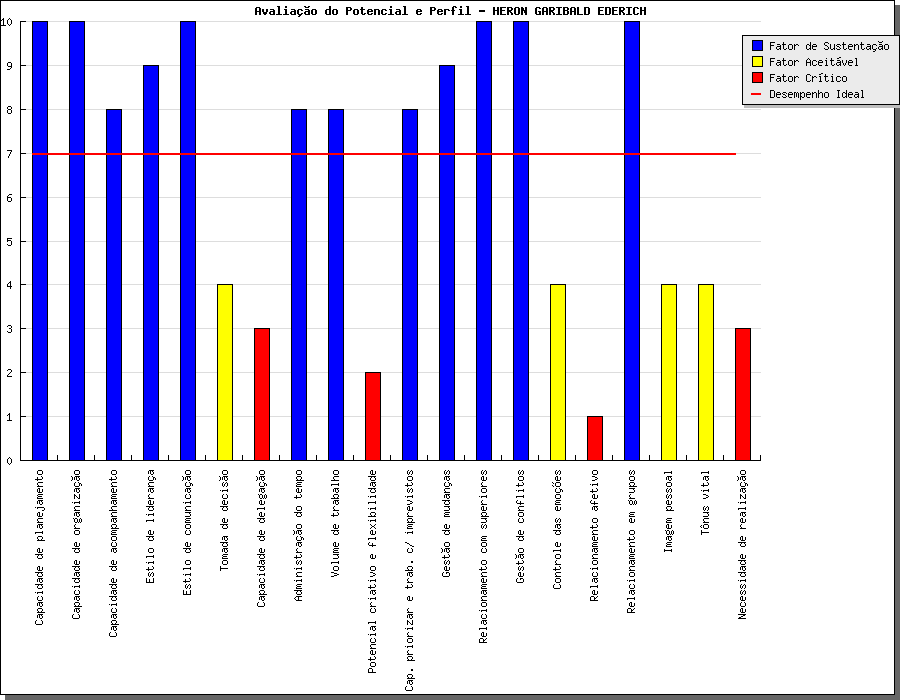 Avaliação do Potencial e Perfil - HERON GARIBALD EDERICH
Fator de Sustentação
Fator Aceitável
Fator Crítico
Desempenho Ideal
10
9
8
7
6
5
4
3
2
1
0
Capacidade de planejamento
Capacidade de organização
Capacidade de acompanhamento
Estilo de liderança
Estilo de comunicação
Tomada de decisão
Capacidade de delegação
Administração do tempo
Volume de trabalho
Potencial criativo e flexibilidade
Cap. priorizar e trab. c/ imprevistos
Gestão de mudanças
Relacionamento com superiores
Gestão de conflitos
Controle das emoções
Relacionamento afetivo
Relacionamento em grupos
Imagem pessoal
Tônus vital
Necessidade de realização